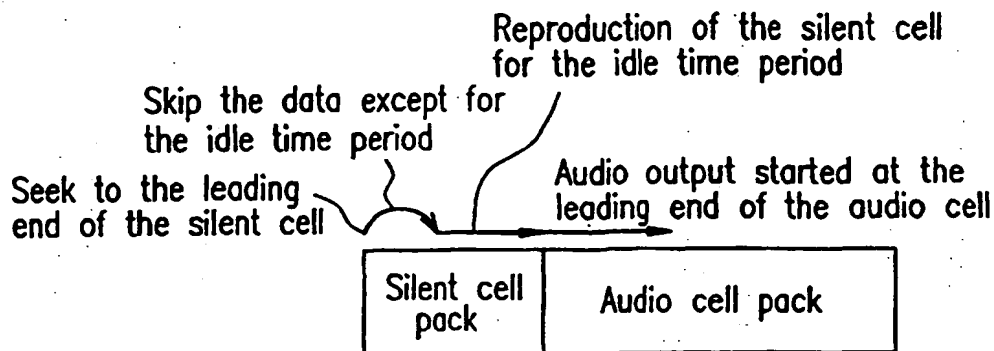 Reproduction of the silent cell
for the idle time period
Skip the data except for
the idle time period
Seek to the leading
end of the silent cell
Audio output started at the
leading end of the audio cell
Silent cell
pack
Audio cell pack